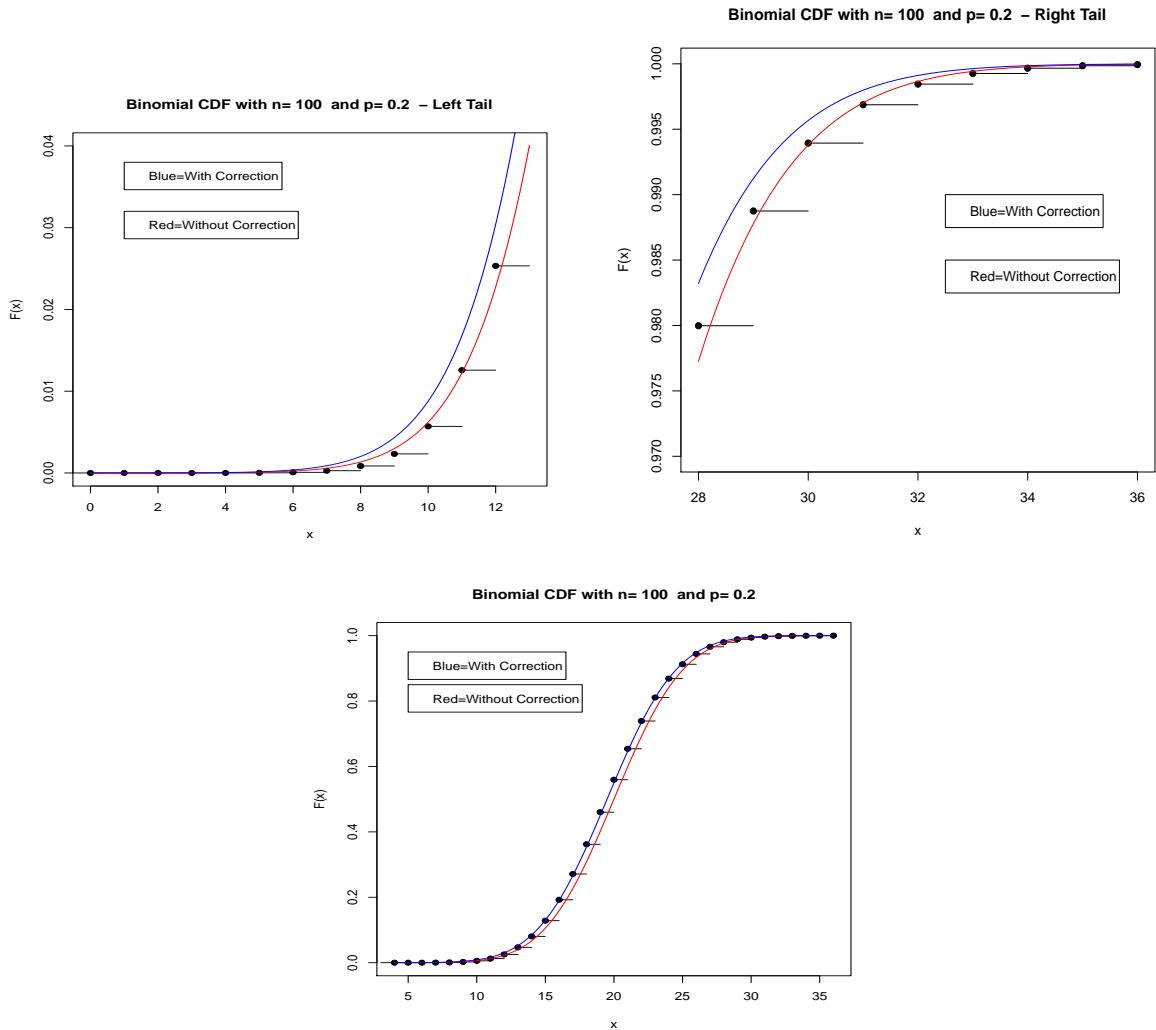 Binomial CDF with n= 100 and p= 0.2 – Left Tail
0.04
0.03
0.02
0.01
0.00
F(x)
Blue=With Correction
Red=Without Correction
0 2 4 6 8 10 12
x
Binomial CDF with n= 100 and p= 0.2 – Right Tail
1.000
0.995
0.990
0.985
0.980
0.975
0.970
F(x)
Blue=With Correction
Red=Without Correction
28 30 32 34 36
x
Binomial CDF with n= 100 and p= 0.2
1.0
0.8
0.6
0.4
0.2
0.0
F(x)
Blue=With Correction
Red=Without Correction
5 10 15 20 25 30 35
x